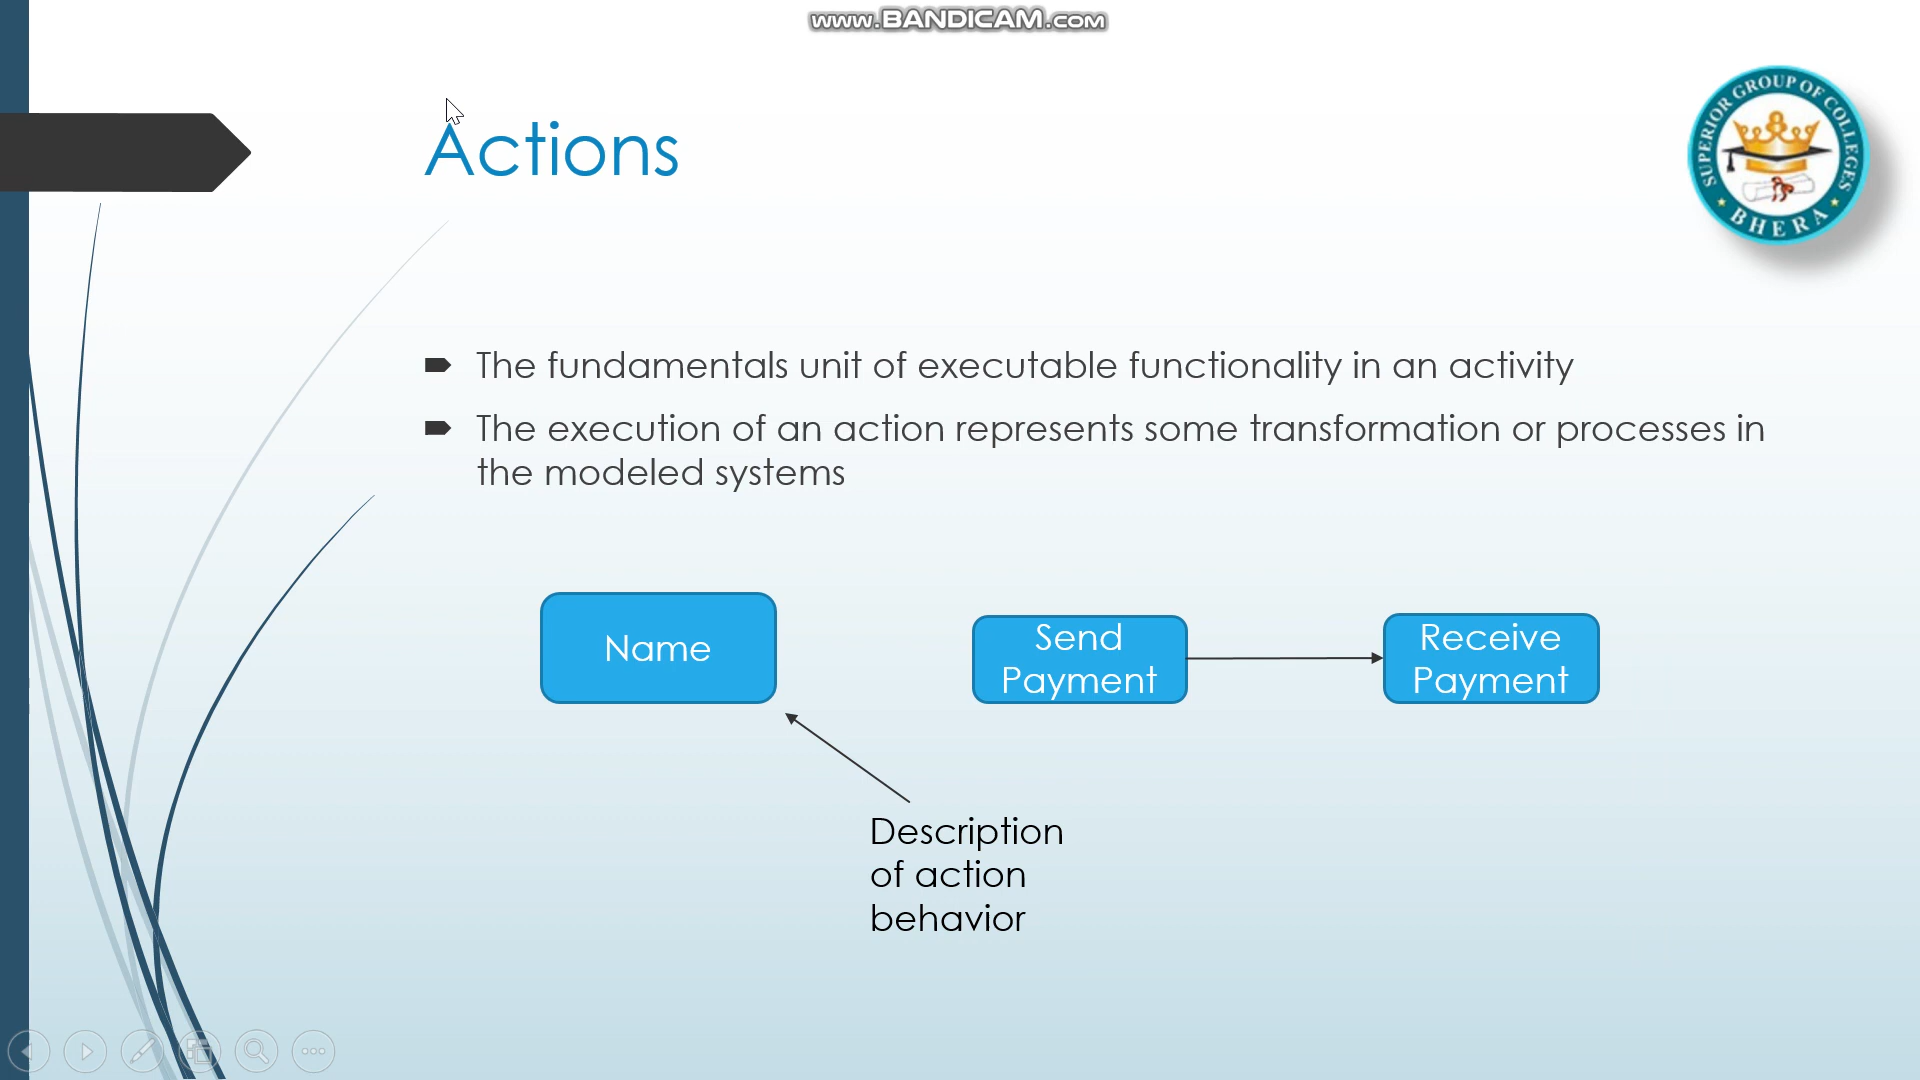 www.BANDICAM.com
Actions
SUPERIOR GROUP OF COLLEGES
BHERA
The fundamentals unit of executable functionality in an activity
The execution of an action represents some transformation or processes in
the modeled systems
Name
Send
Payment
Receive
Payment
Description
of action
behavior